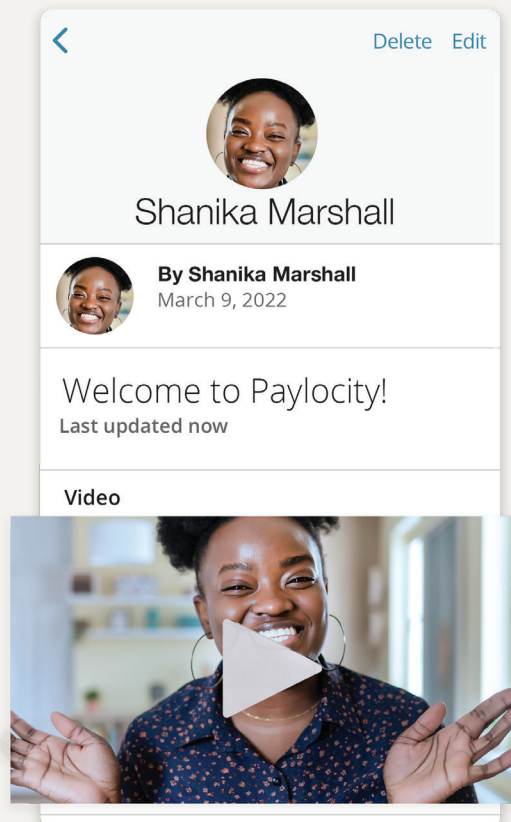 Delete Edit
Shanika Marshall
By Shanika Marshall
March 9, 2022
Welcome to Paylocity!
Last updated now
Video